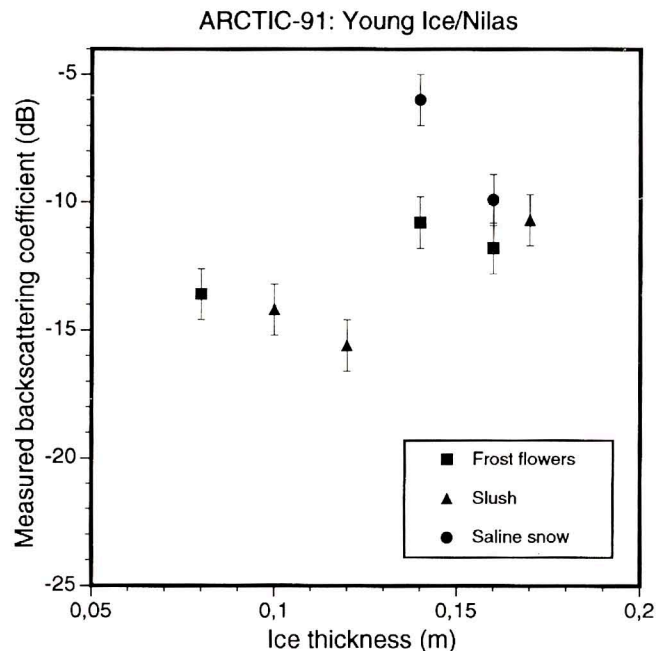 ARCTIC-91: Young Ice/Nilas
Measured backscattering coefficient (dB)
-5
-10
-15
-20
-25
0,05
0,1
0,15
0,2
Ice thickness (m)
Frost flowers
Slush
Saline snow